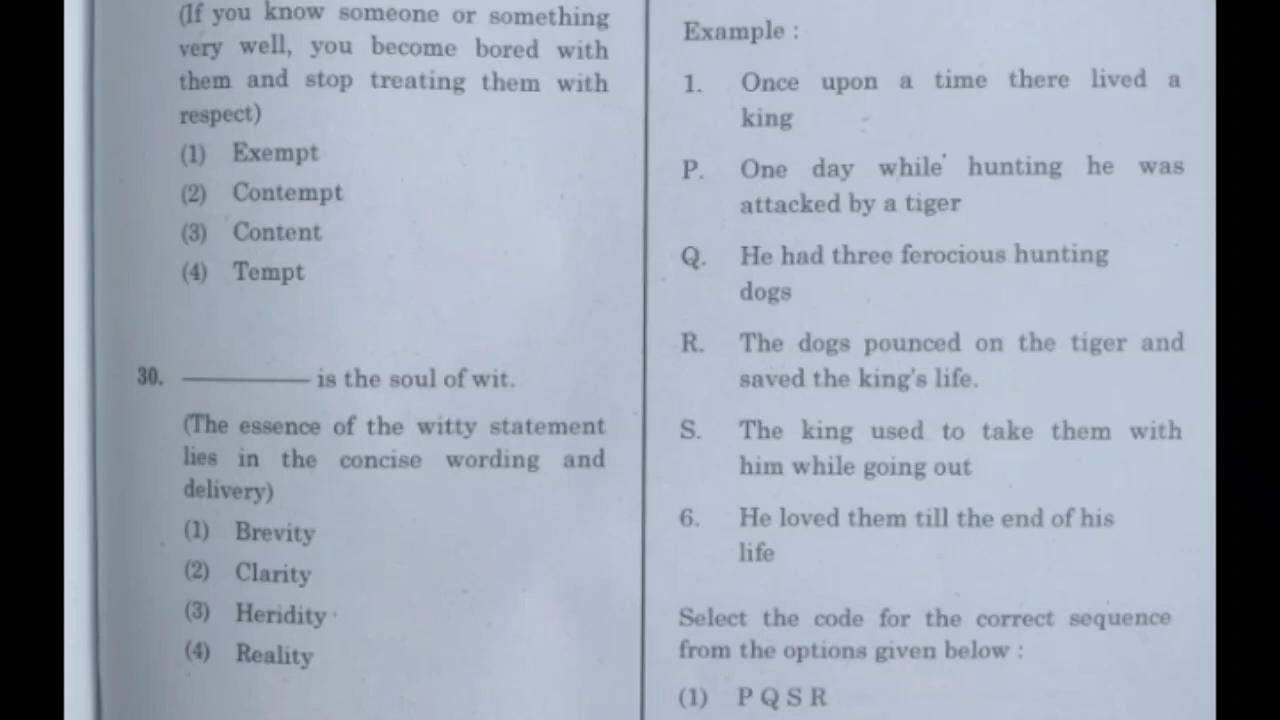 (If you know someone or something
very well, you become bored with
them and stop treating them with
respect)
(1) Exempt
(2) Contempt
(3) Content
(4) Tempt
30. ———— is the soul of wit.
(The essence of the witty statement
lies in the concise wording and
delivery)
(1) Brevity
(2) Clarity
(3) Heridity
(4) Reality
Example :
1. Once upon a time there lived a
king
P. One day while hunting he was
attacked by a tiger
Q. He had three ferocious hunting
dogs
R. The dogs pounced on the tiger and
saved the king's life.
S. The king used to take them with
him while going out
6. He loved them till the end of his
life
Select the code for the correct sequence
from the options given below :
(1) P Q S R